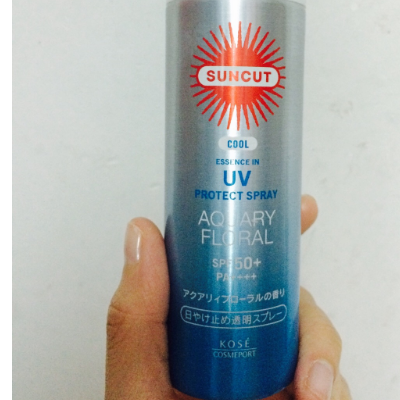 SUNCUT
COOL
ESSENCE IN
UV
PROTECT SPRAY
AQUARY
FLORAL
SPF50+
PA++++
アクアリィフローラルの香り
日やけ止め透明スプレー
KOSÉ
COSMEPORT